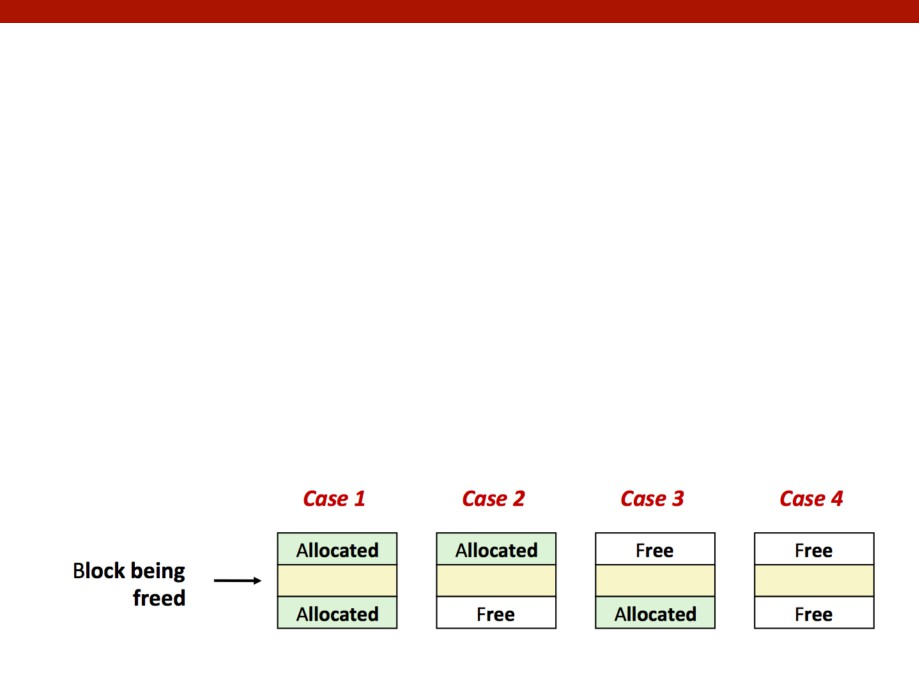 Case 1 Case 2 Case 3 Case 4
Allocated Allocated Free Free
Block being
freed
Allocated Free Allocated Free